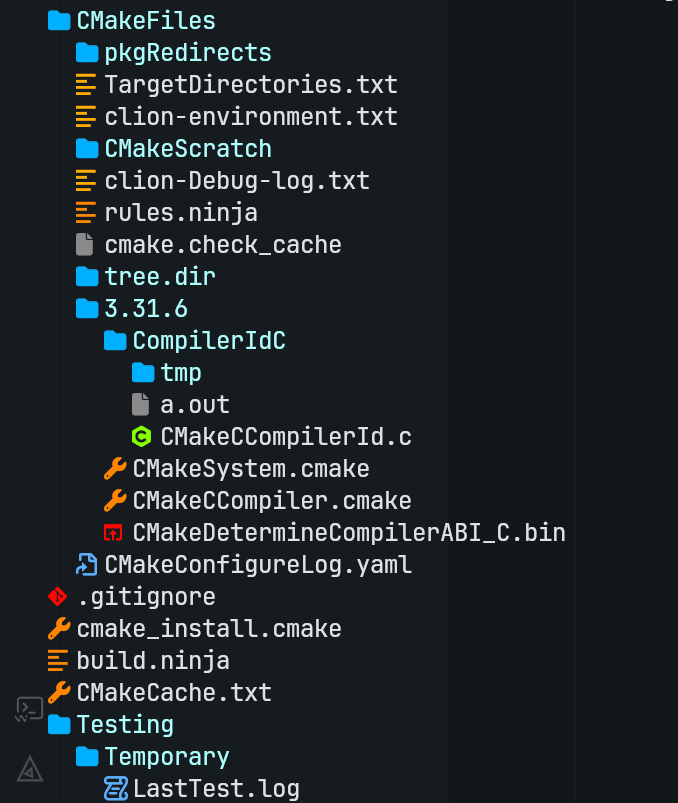 CMakeFiles
pkgRedirects
TargetDirectories.txt
clion-environment.txt
CMakeScratch
clion-Debug-log.txt
rules.ninja
cmake.check_cache
tree.dir
3.31.6
CompilerIdC
tmp
a.out
CMakeCCompilerId.c
CMakeSystem.cmake
CMakeCCompiler.cmake
CMakeDetermineCompilerABI_C.bin
CMakeConfigureLog.yaml
.gitignore
cmake_install.cmake
build.ninja
CMakeCache.txt
Testing
Temporary
LastTest.log